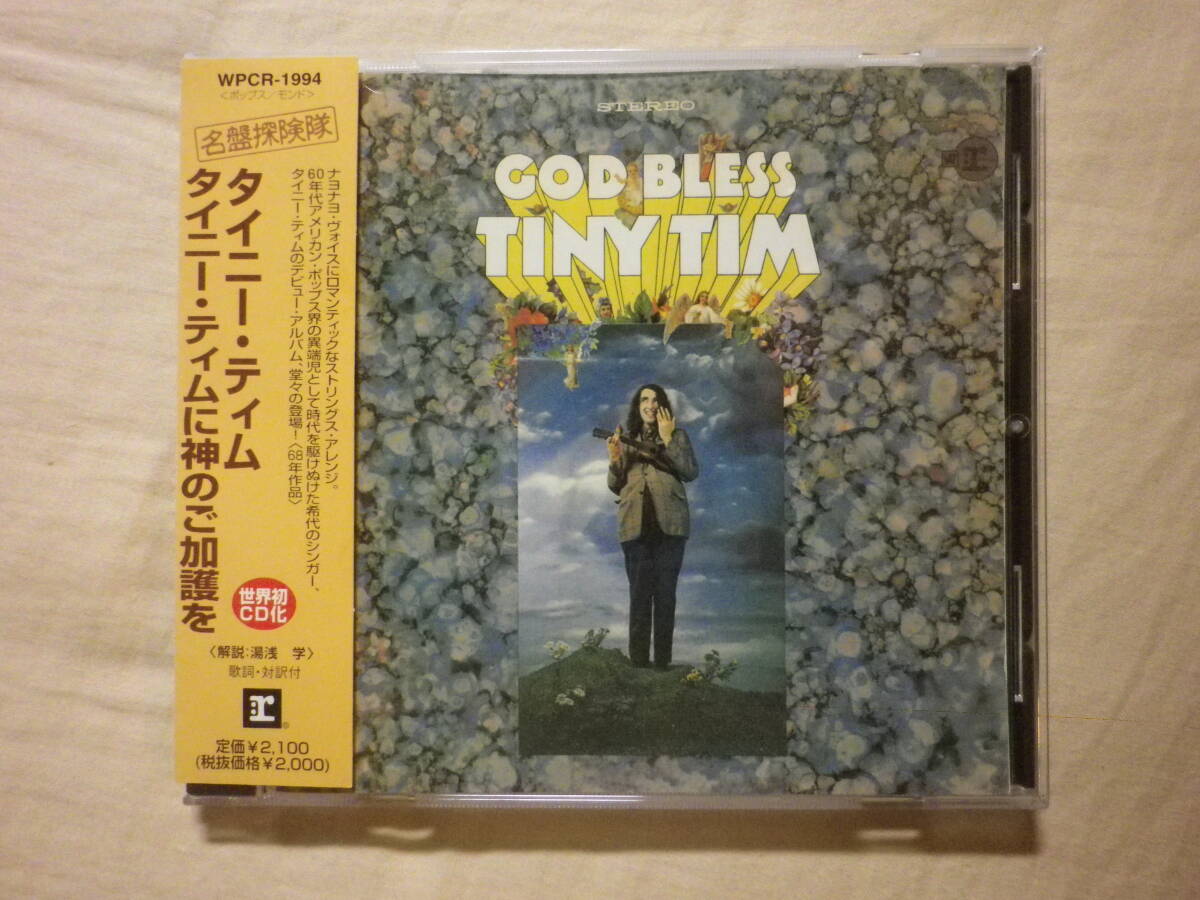 WPCR-1994
<ポップス/モンド>
名盤探険隊
タイニー・ティム
タイニー・ティムに神のご加護を
ナヨナヨ・ヴォイスにロマンティックなストリングス・アレンジ。
60年代アメリカン・ポップス界の異端児として時代を駆けぬけた希代のシンガー、
タイニー・ティムのデビュー・アルバム、堂々の登場!〈68年作品〉
世界初
CD化
〈解説:湯浅 学〉
歌詞・対訳付
r®
定価¥2,100
(税抜価格¥2,000)
STEREO
GOD BLESS
TINY TIM
r